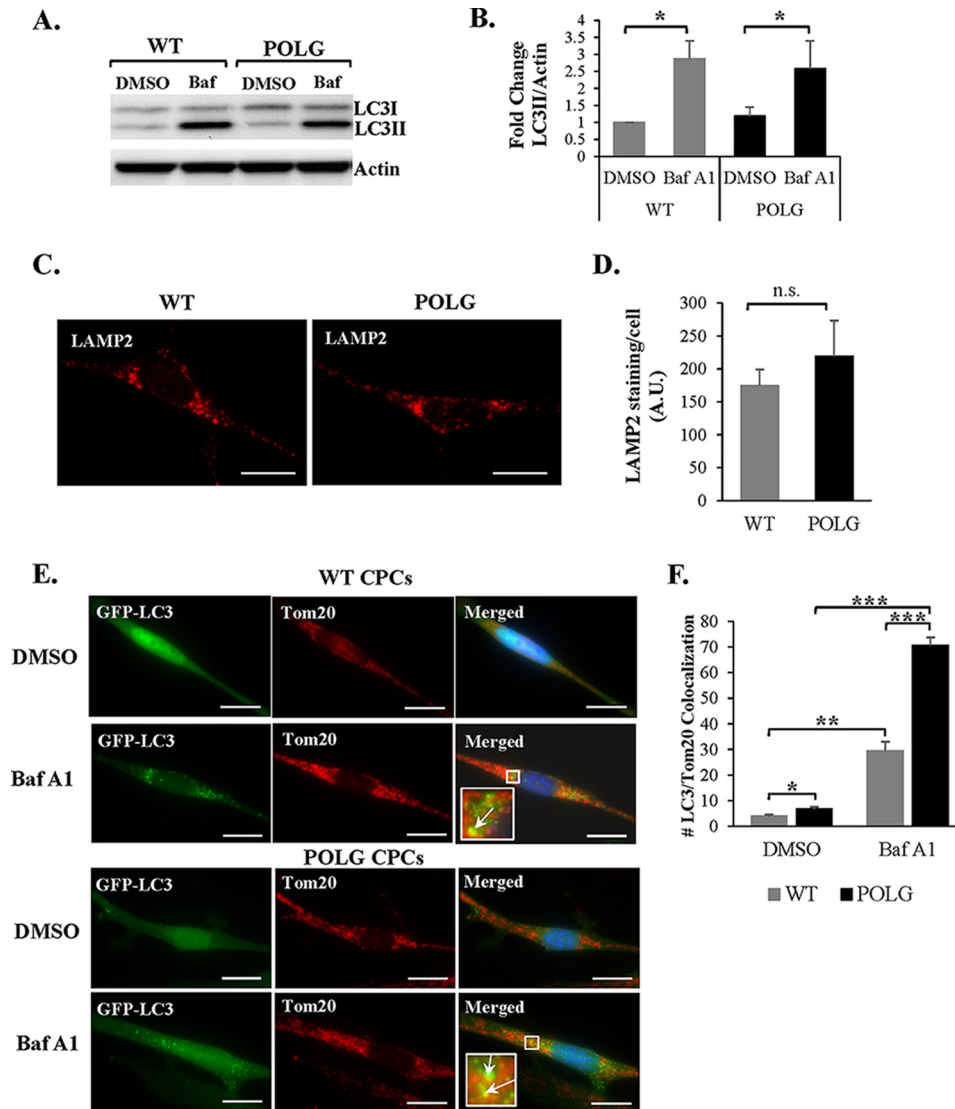 A.
WT POLG
DMSO Baf DMSO Baf
LC3I
LC3II
Actin
B.
Fold Change
LC3II/Actin
4
3.5
3
2.5
2
1.5
1
0.5
* *
DMSO Baf A1 DMSO Baf A1
WT POLG
C.
WT POLG
LAMP2 LAMP2
D.
LAMP2 staining/cell
(A.U.)
300
250
200
150
100
50
0
n.s.
WT POLG
E.
WT CPCs
GFP-LC3 Tom20 Merged
DMSO
GFP-LC3 Tom20 Merged
Baf A1
POLG CPCs
GFP-LC3 Tom20 Merged
DMSO
GFP-LC3 Tom20 Merged
Baf A1
F.
# LC3/Tom20 Colocalization
80
70
60
50
40
30
20
10
0
***
***
**
*
DMSO Baf A1
WT POLG